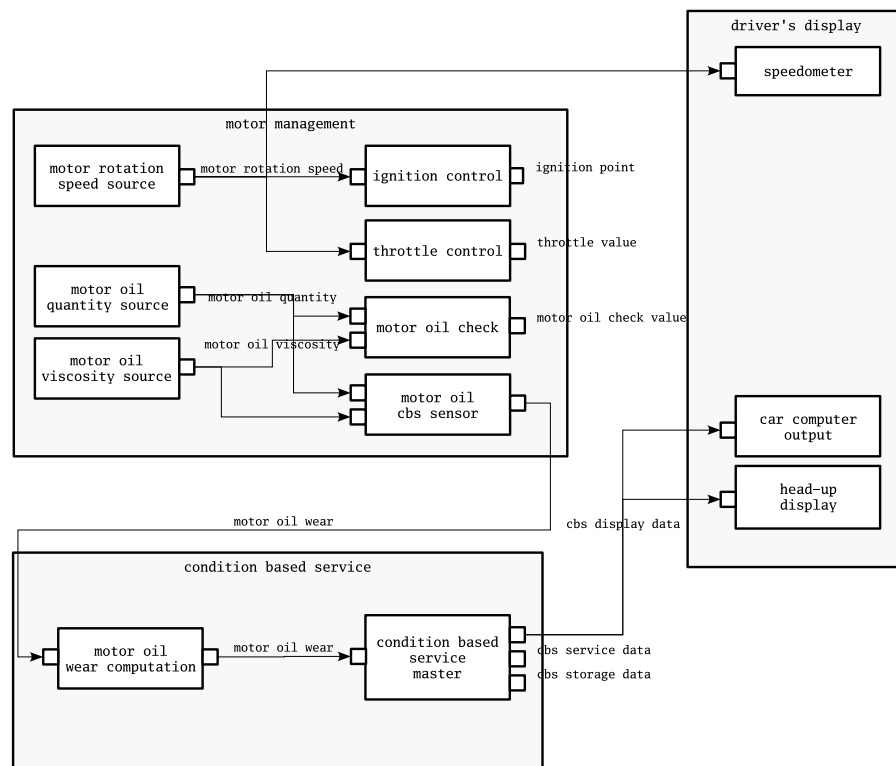 driver's display
speedometer
motor management
motor rotation
speed source
motor rotation speed
ignition control
ignition point
throttle control
throttle value
motor oil
quantity source
motor oil quantity
motor oil check
motor oil check value
motor oil
viscosity source
motor oil viscosity
motor oil
cbs sensor
car computer
output
head-up
display
motor oil wear
cbs display data
condition based service
motor oil
wear computation
motor oil wear
condition based
service
master
cbs service data
cbs storage data